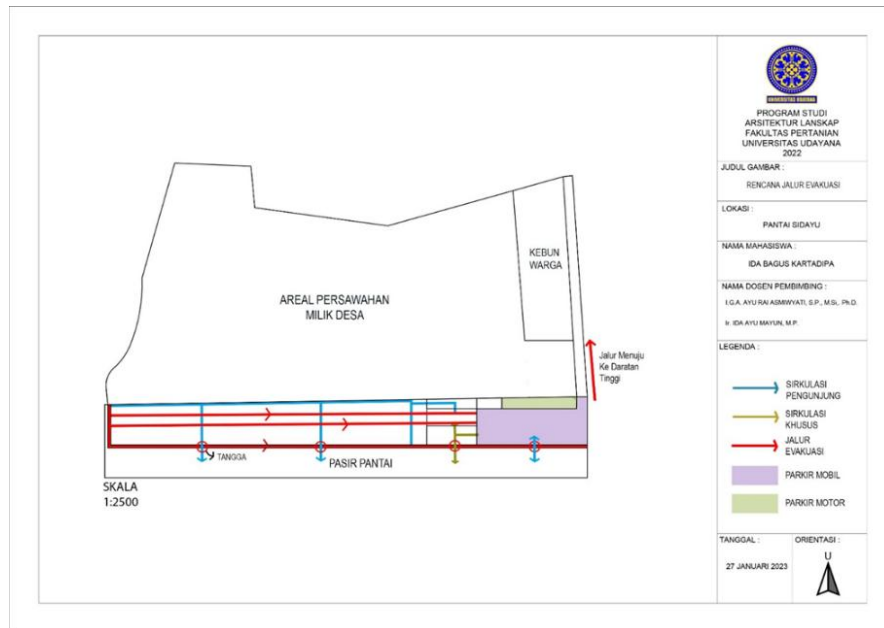 UNIVERSITAS UDAYANA
PROGRAM STUDI
ARSITEKTUR LANSKAP
FAKULTAS PERTANIAN
UNIVERSITAS UDAYANA
2022
JUDUL GAMBAR :
RENCANA JALUR EVAKUASI
LOKASI :
PANTAI SIDAYU
NAMA MAHASISWA :
IDA BAGUS KARTADIPA
NAMA DOSEN PEMBIMBING :
I.G.A. AYU RAI ASMIWYATI, S.P., M.Si., Ph.D.
Ir. IDA AYU MAYUN, M.P.
LEGENDA :
SIRKULASI
PENGUNJUNG
SIRKULASI
KHUSUS
JALUR
EVAKUASI
PARKIR MOBIL
PARKIR MOTOR
TANGGAL :
27 JANUARI 2023
ORIENTASI :
U
KEBUN
WARGA
AREAL PERSAWAHAN
MILIK DESA
Jalur Menuju
Ke Daratan
Tinggi
TANGGA
PASIR PANTAI
SKALA
1:2500